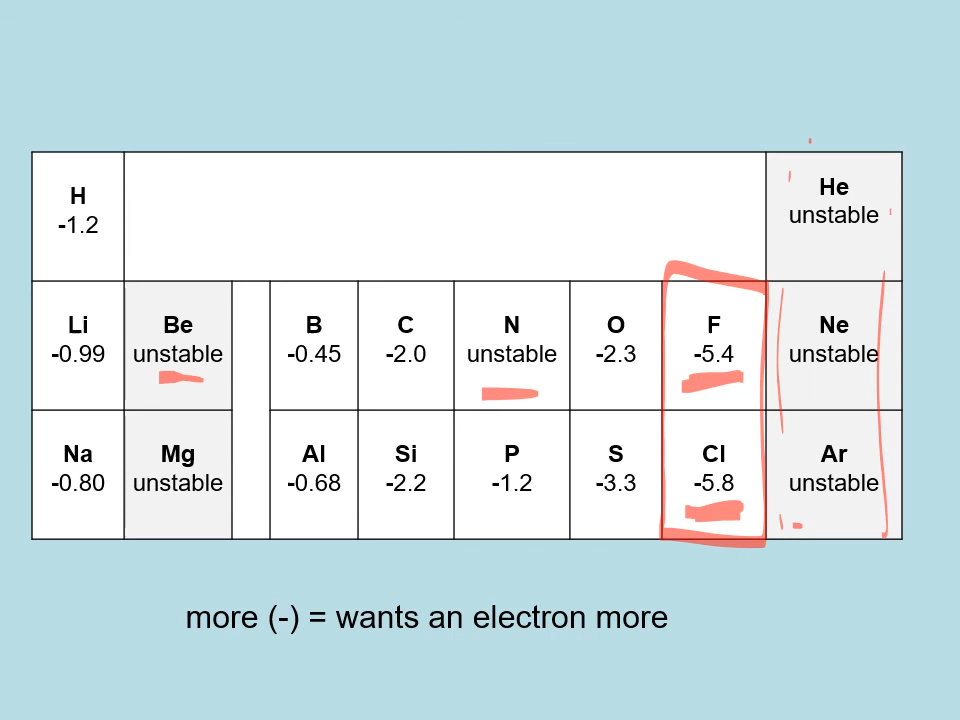 H
-1.2
He
unstable
Li
-0.99
Be
unstable
B
-0.45
C
-2.0
N
unstable
O
-2.3
F
-5.4
Ne
unstable
Na
-0.80
Mg
unstable
Al
-0.68
Si
-2.2
P
-1.2
S
-3.3
Cl
-5.8
Ar
unstable
more (-) = wants an electron more